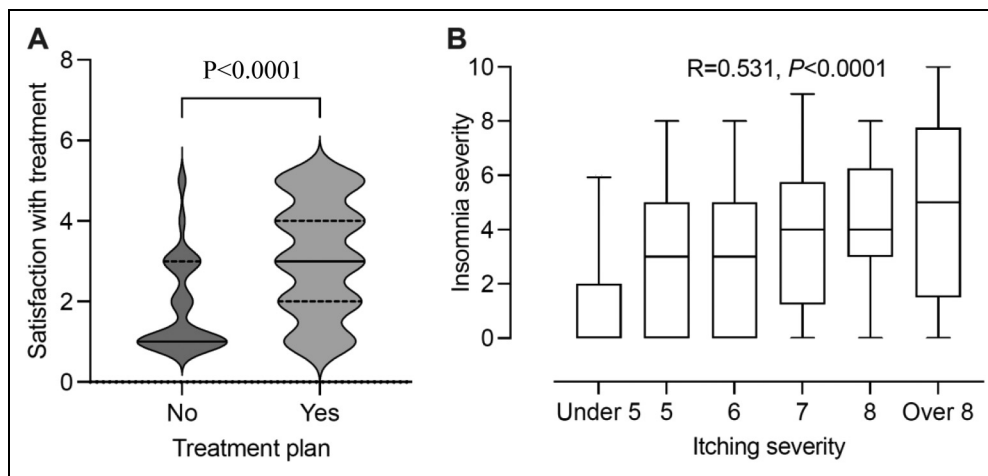 A
Satisfaction with treatment
8
6
4
2
0
P<0.0001
No Yes
Treatment plan
B
Insomnia severity
10
8
6
4
2
0
R=0.531, P<0.0001
Under 5 5 6 7 8 Over 8
Itching severity